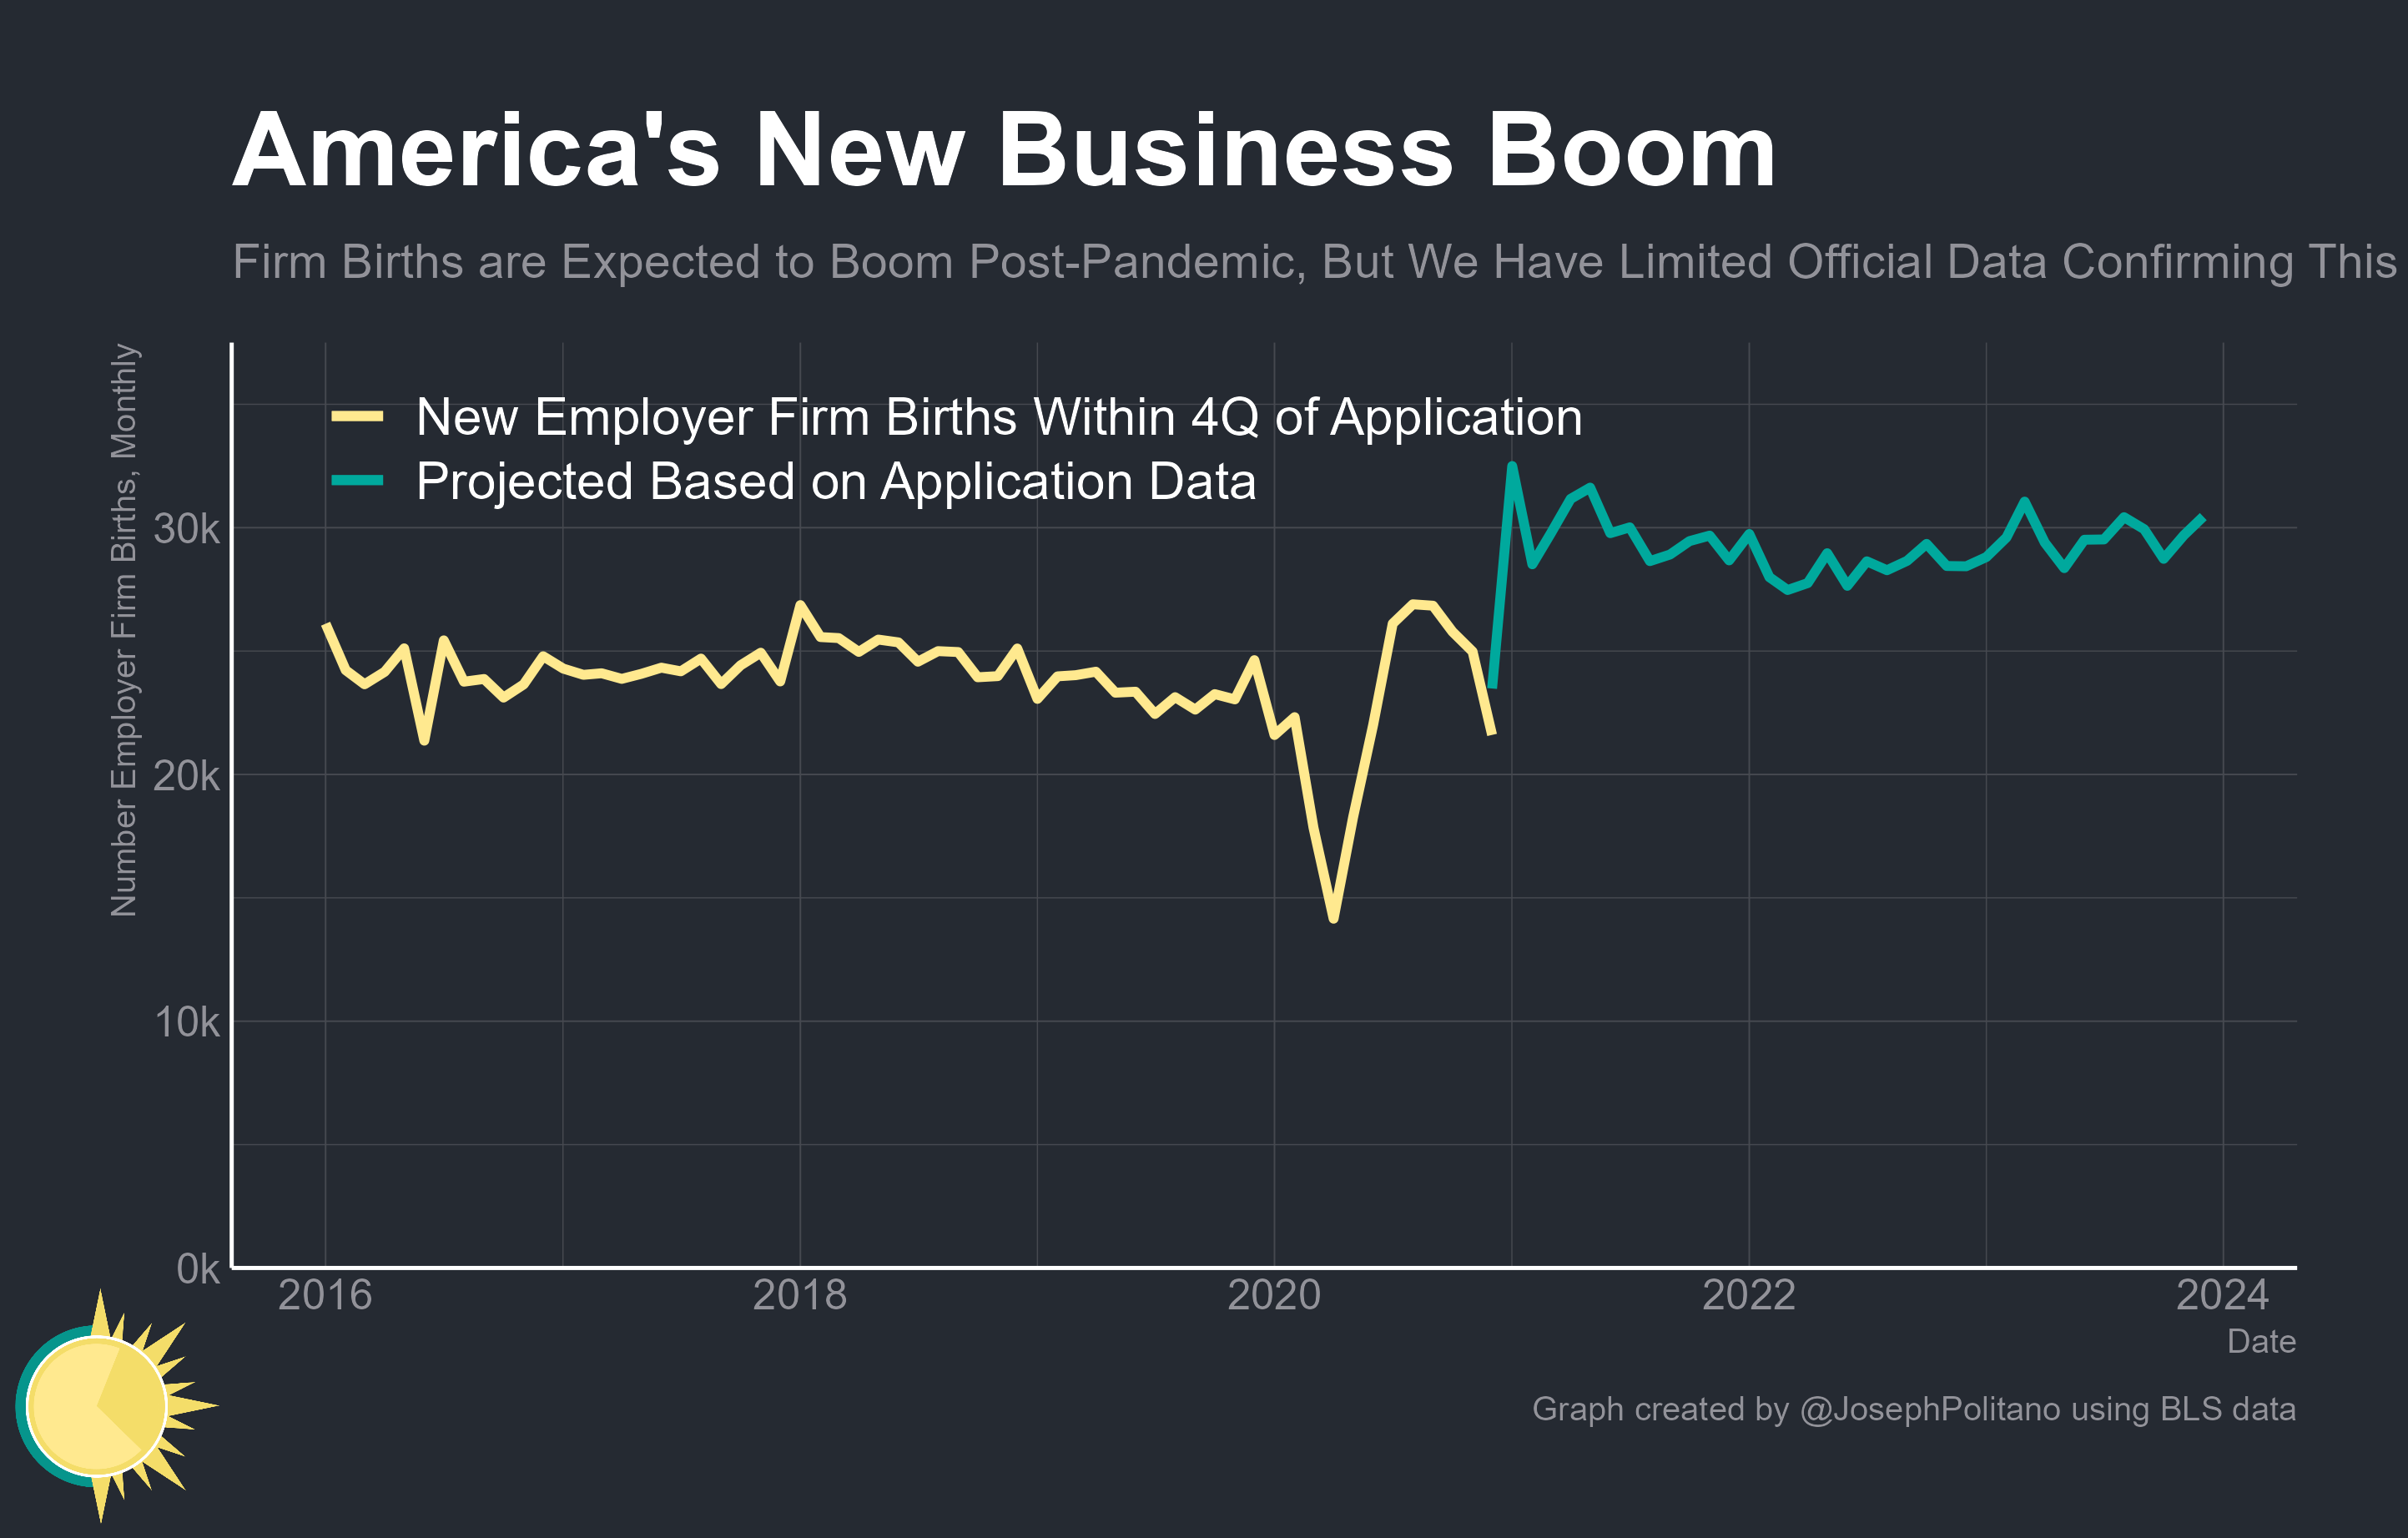 America's New Business Boom
Firm Births are Expected to Boom Post-Pandemic, But We Have Limited Official Data Confirming This
Number Employer Firm Births, Monthly
New Employer Firm Births Within 4Q of Application
Projected Based on Application Data
30k
20k
10k
0k
2016 2018 2020 2022 2024
Date
Graph created by @JosephPolitano using BLS data